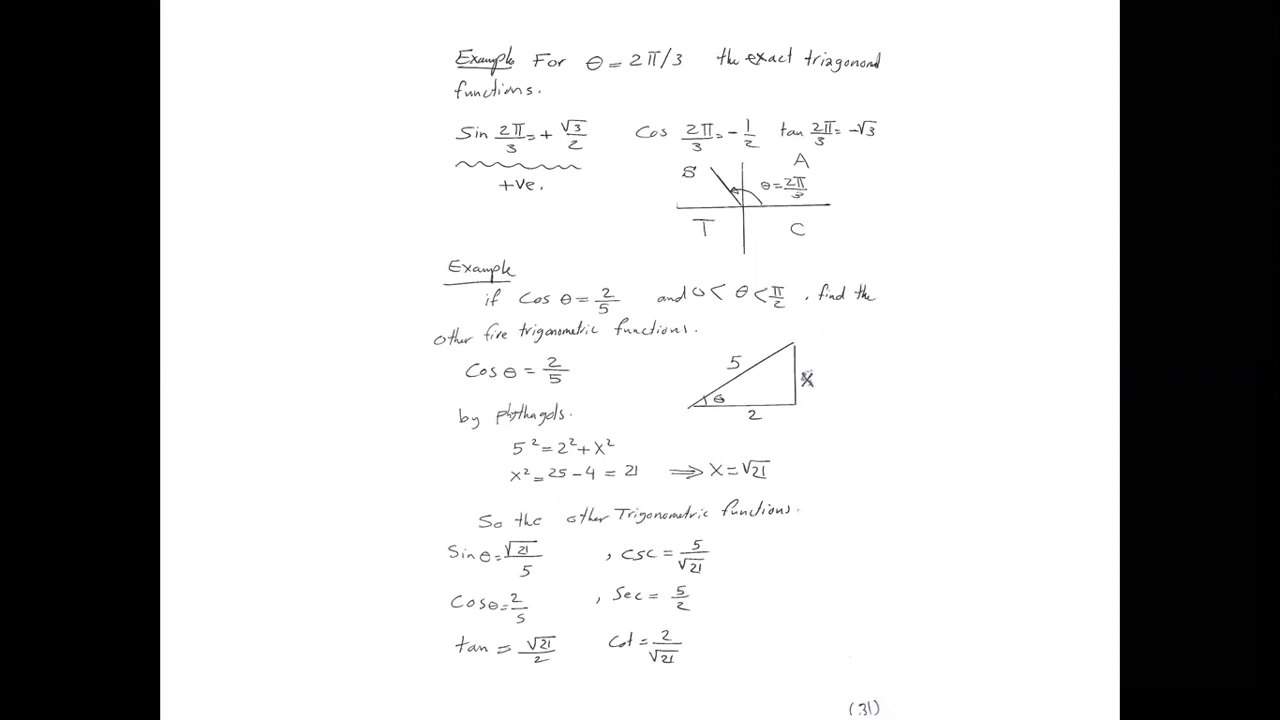 Example For θ = 2π/3 the exact triagonomd
functions.
Sin 2π/3 = + √3/2 Cos 2π/3 = - 1/2 tan 2π/3 = -√3
+ve.
S A
θ = 2π/3
T C
Example
if Cos θ = 2/5 and 0 < θ < π/2 , find the
other five trigonometric functions.
Cos θ = 2/5
5 x
θ
2
by phythagols.
5² = 2² + x²
x² = 25 - 4 = 21 ⟹ x = √21
So the other Trigonometric functions.
Sin θ = √21/5 , csc = 5/√21
Cos θ = 2/5 , Sec = 5/2
tan = √21/2 Cot = 2/√21
(31)